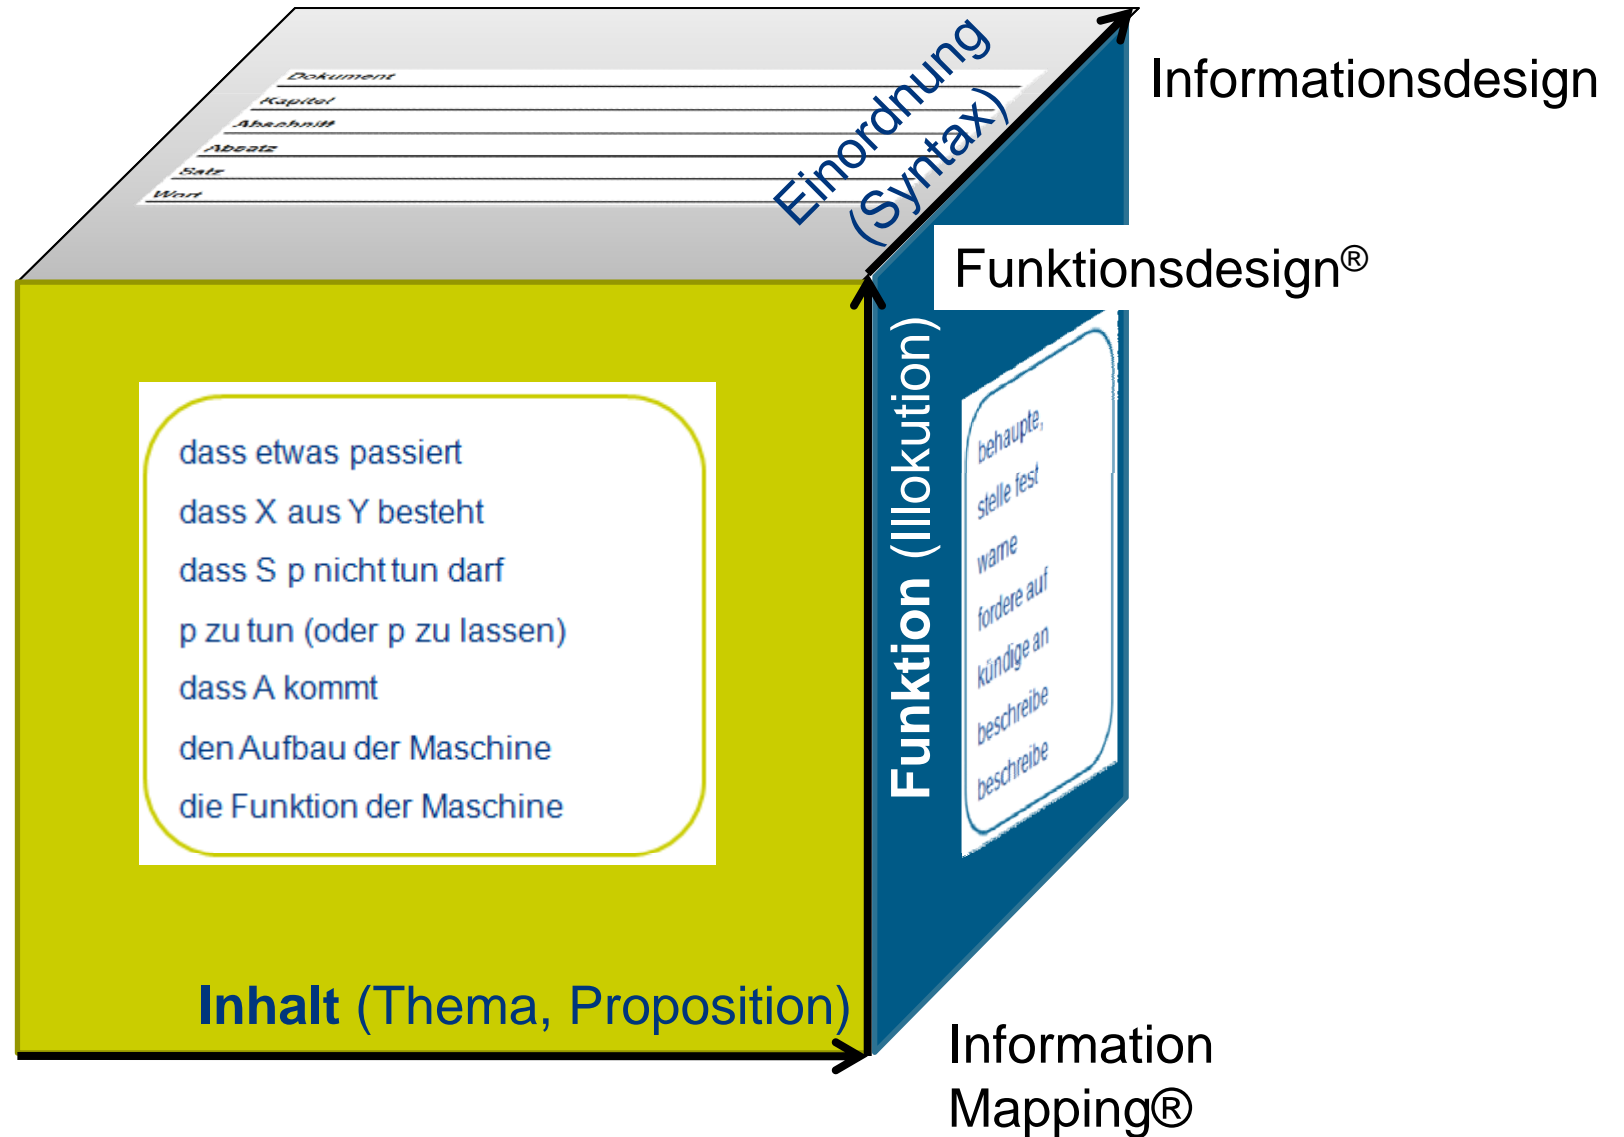 Dokument
Kapitel
Abschnitt
Absatz
Satz
Wort
Einordnung
(Syntax)
Informationsdesign
Funktionsdesign®
dass etwas passiert
dass X aus Y besteht
dass S p nicht tun darf
p zu tun (oder p zu lassen)
dass A kommt
den Aufbau der Maschine
die Funktion der Maschine
Funktion (Illokution)
behaupte,
stelle fest
warne
fordere auf
kündige an
beschreibe
beschreibe
Inhalt (Thema, Proposition)
Information
Mapping®